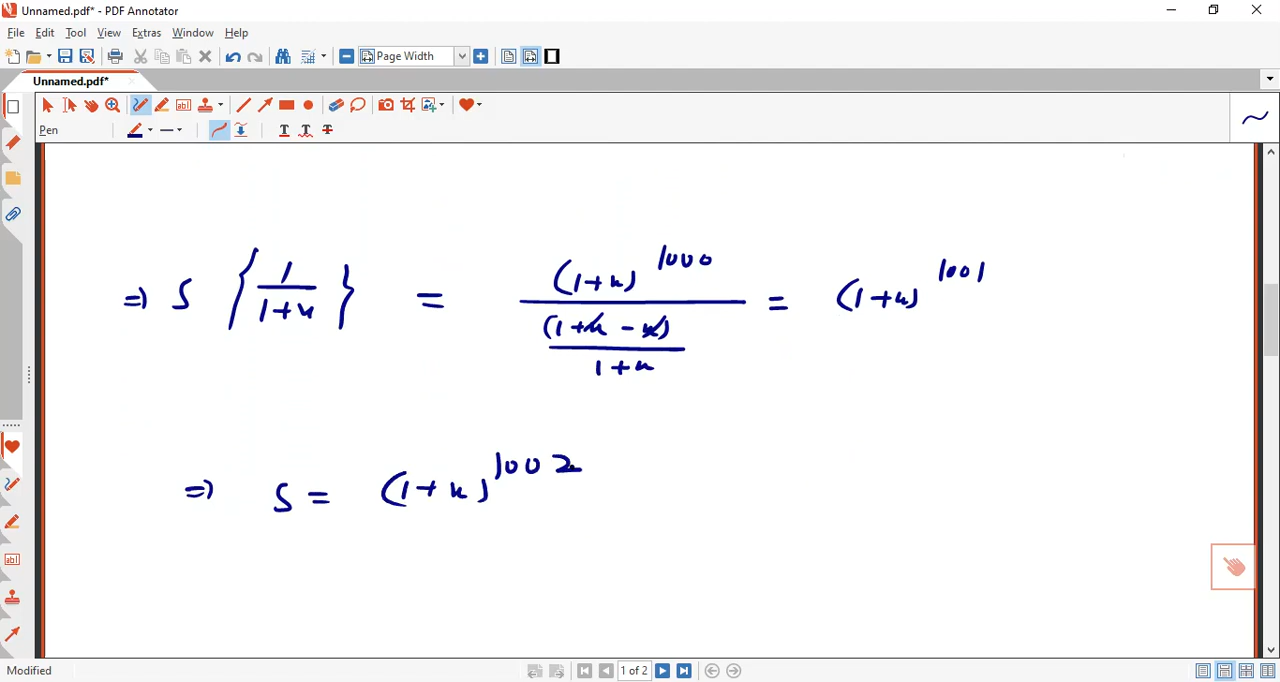 Unnamed.pdf* - PDF Annotator
File Edit Tool View Extras Window Help
Page Width
Unnamed.pdf*
Pen
⇒ S {1/(1+x)} = (1+x)^1000 / ((1+x-x)/(1+x)) = (1+x)^1001
⇒ S = (1+x)^1002
Modified
1 of 2